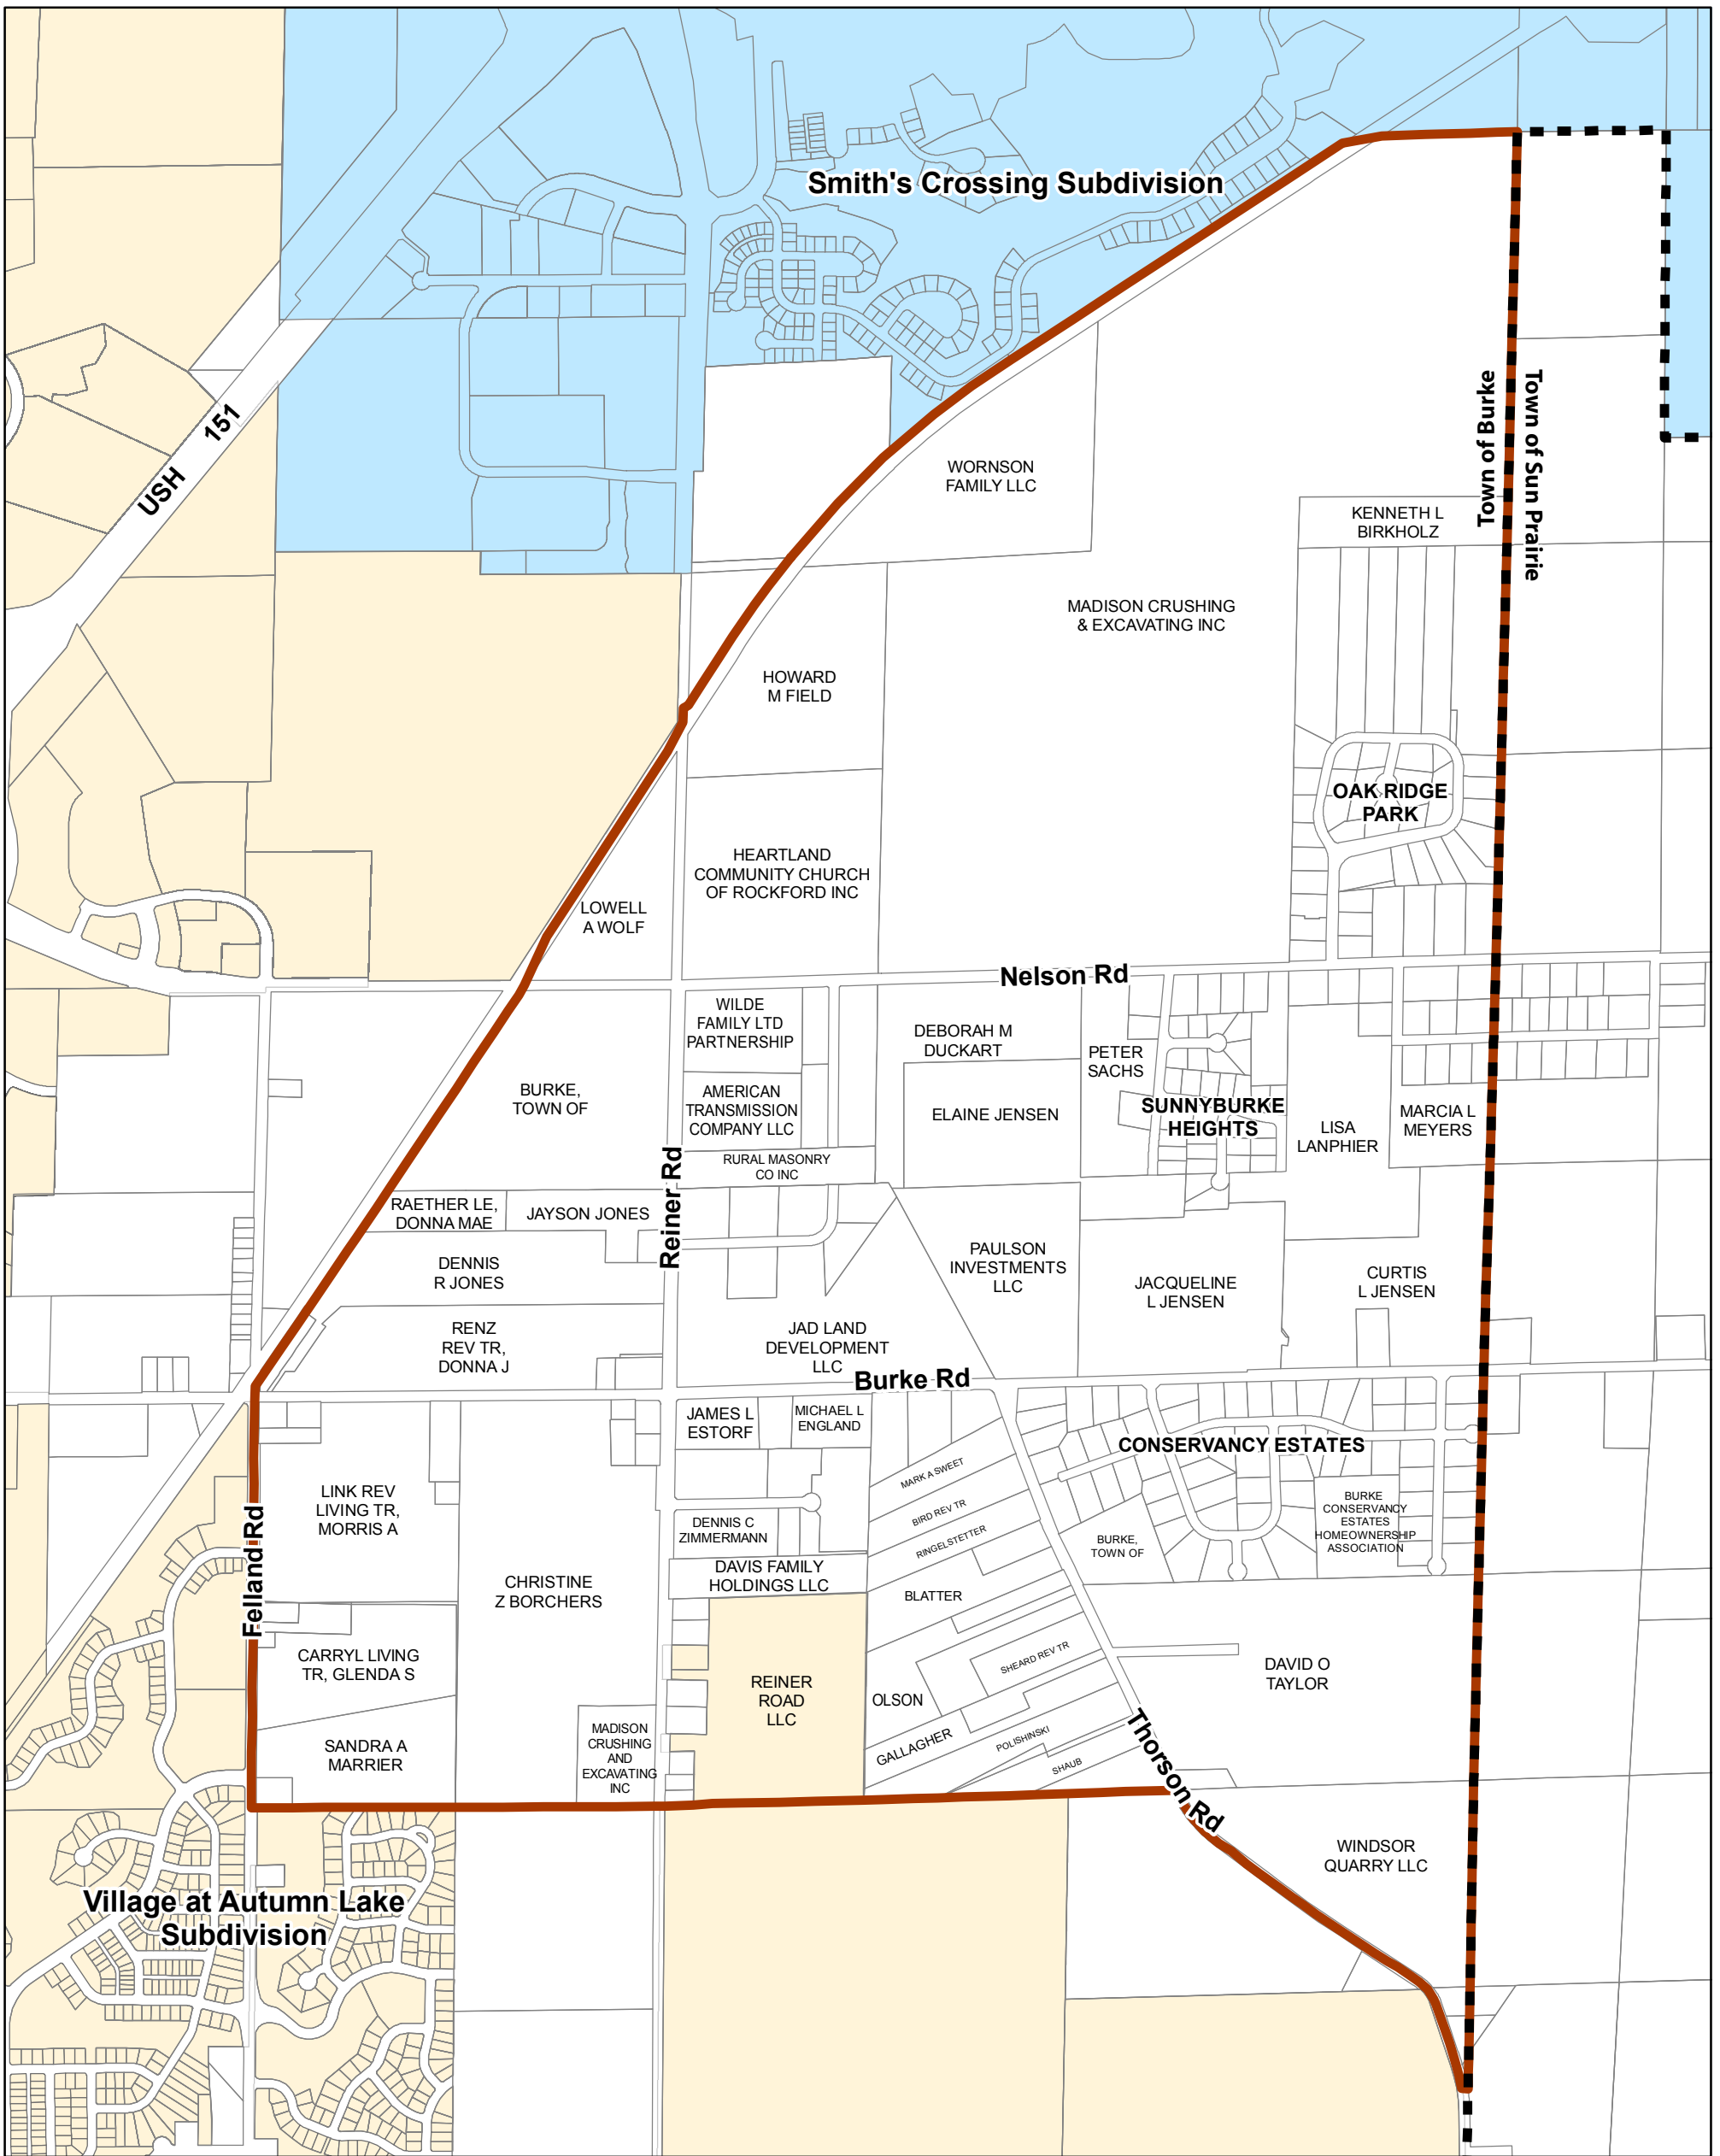 Smith's Crossing Subdivision
USH 151
Town of Burke
Town of Sun Prairie
WORNSON
FAMILY LLC
KENNETH L
BIRKHOLZ
MADISON CRUSHING
& EXCAVATING INC
HOWARD
M FIELD
OAK RIDGE
PARK
HEARTLAND
COMMUNITY CHURCH
OF ROCKFORD INC
LOWELL
A WOLF
Nelson Rd
WILDE
FAMILY LTD
PARTNERSHIP
DEBORAH M
DUCKART
PETER
SACHS
BURKE,
TOWN OF
AMERICAN
TRANSMISSION
COMPANY LLC
ELAINE JENSEN
SUNNYBURKE
HEIGHTS
LISA
LANPHIER
MARCIA L
MEYERS
RURAL MASONRY
CO INC
Reiner Rd
RAETHER LE,
DONNA MAE
JAYSON JONES
DENNIS
R JONES
PAULSON
INVESTMENTS
LLC
JACQUELINE
L JENSEN
CURTIS
L JENSEN
RENZ
REV TR,
DONNA J
JAD LAND
DEVELOPMENT
LLC
Burke Rd
JAMES L
ESTORF
MICHAEL L
ENGLAND
CONSERVANCY ESTATES
MARK A SWEET
LINK REV
LIVING TR,
MORRIS A
BIRD REV TR
BURKE
CONSERVANCY
ESTATES
HOMEOWNERSHIP
ASSOCIATION
DENNIS C
ZIMMERMANN
RINGELSTETTER
BURKE,
TOWN OF
Felland Rd
DAVIS FAMILY
HOLDINGS LLC
CHRISTINE
Z BORCHERS
BLATTER
CARRYL LIVING
TR, GLENDA S
SHEARD REV TR
DAVID O
TAYLOR
REINER
ROAD
LLC
OLSON
GALLAGHER
POLISHINSKI
SHAUB
Thorson Rd
SANDRA A
MARRIER
MADISON
CRUSHING
AND
EXCAVATING
INC
WINDSOR
QUARRY LLC
Village at Autumn Lake
Subdivision